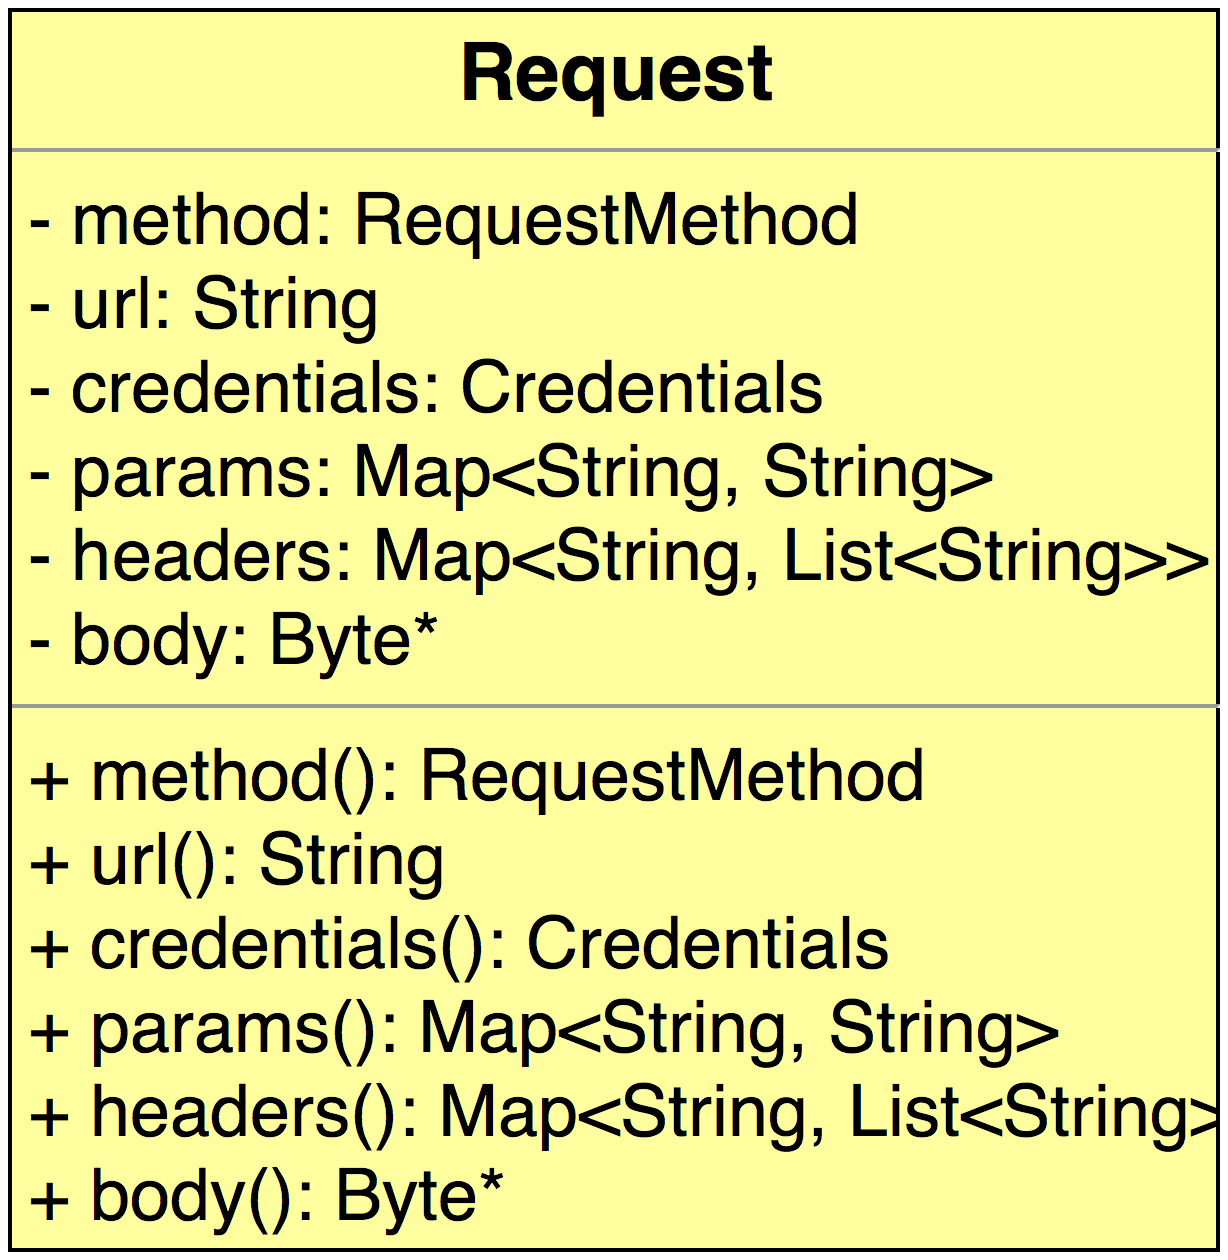 Request
- method: RequestMethod
- url: String
- credentials: Credentials
- params: Map<String, String>
- headers: Map<String, List<String>>
- body: Byte*
+ method(): RequestMethod
+ url(): String
+ credentials(): Credentials
+ params(): Map<String, String>
+ headers(): Map<String, List<String>
+ body(): Byte*